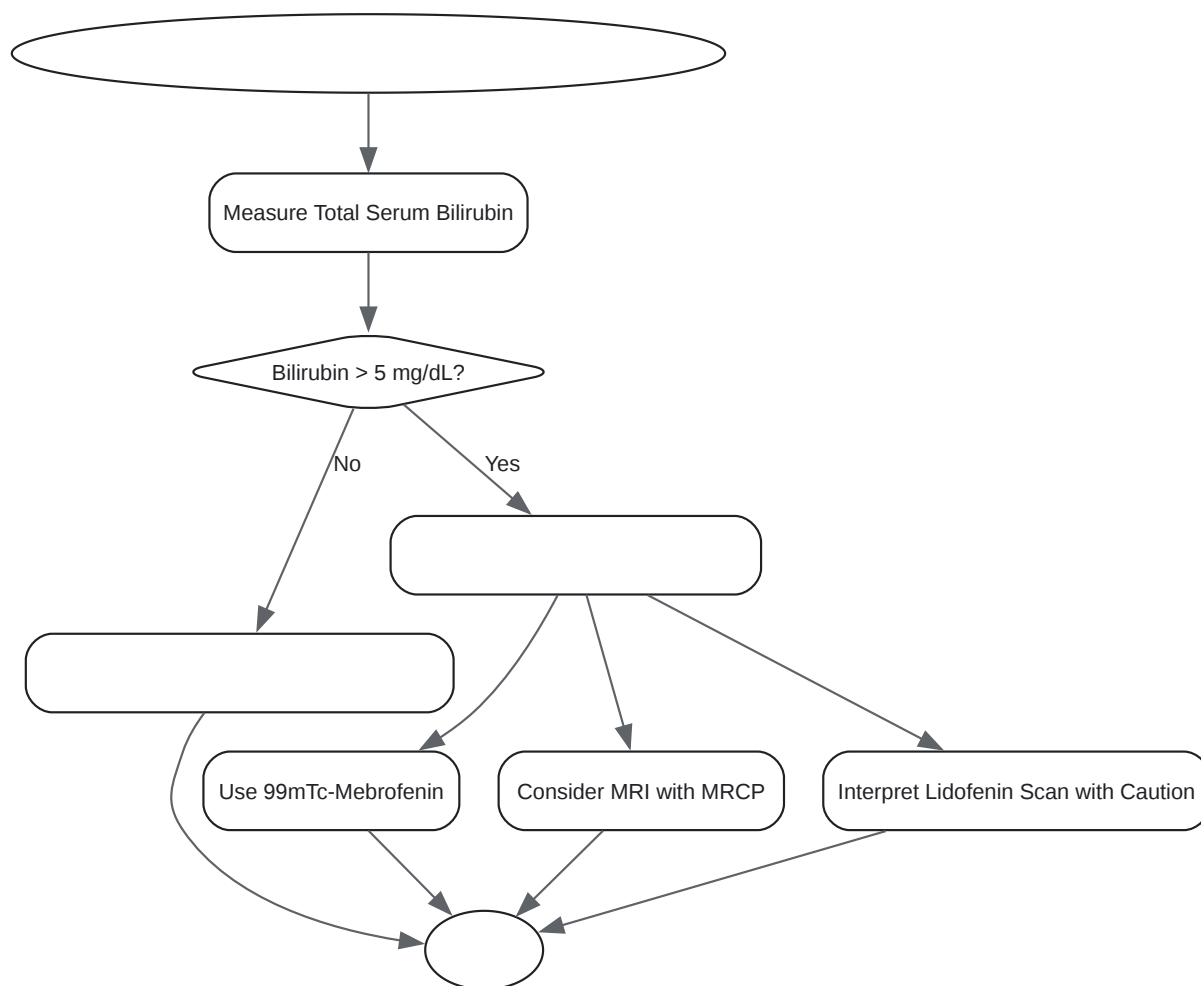 Measure Total Serum Bilirubin
Bilirubin > 5 mg/dL?
No
Yes
Use 99mTc-Mebrofenin
Consider MRI with MRCP
Interpret Lidofenin Scan with Caution